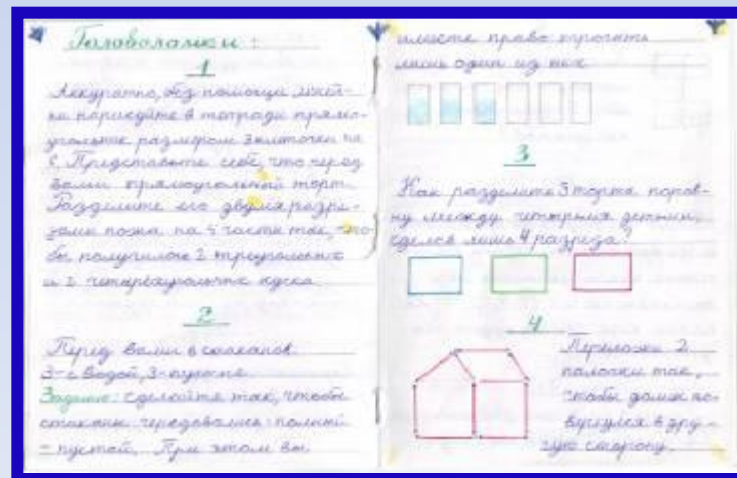 Головоломки:
1
Аккуратно, без помощи линей-
ки нарисуйте в тетради прямо-
угольник размером 3 клеточки на
6. Представьте себе, что перед
вами прямоугольный торт.
Разделите его двумя разре-
зами ножа на 4 части так, что
бы получилось 2 треугольных
и 2 четырёхугольных куска.
2
Перед вами 6 стаканов.
3-с водой, 3-пустые.
Задание: сделайте так, чтобы
стаканы чередовались: полный
- пустой. При этом вы
имеете право трогать
лишь один из них
3
Как разделить 3 торта поров-
ну между четырьмя детьми,
сделав лишь 4 разреза?
4
Переложи 2
палочки так,
чтобы домик по-
вернулся в дру-
гую сторону.